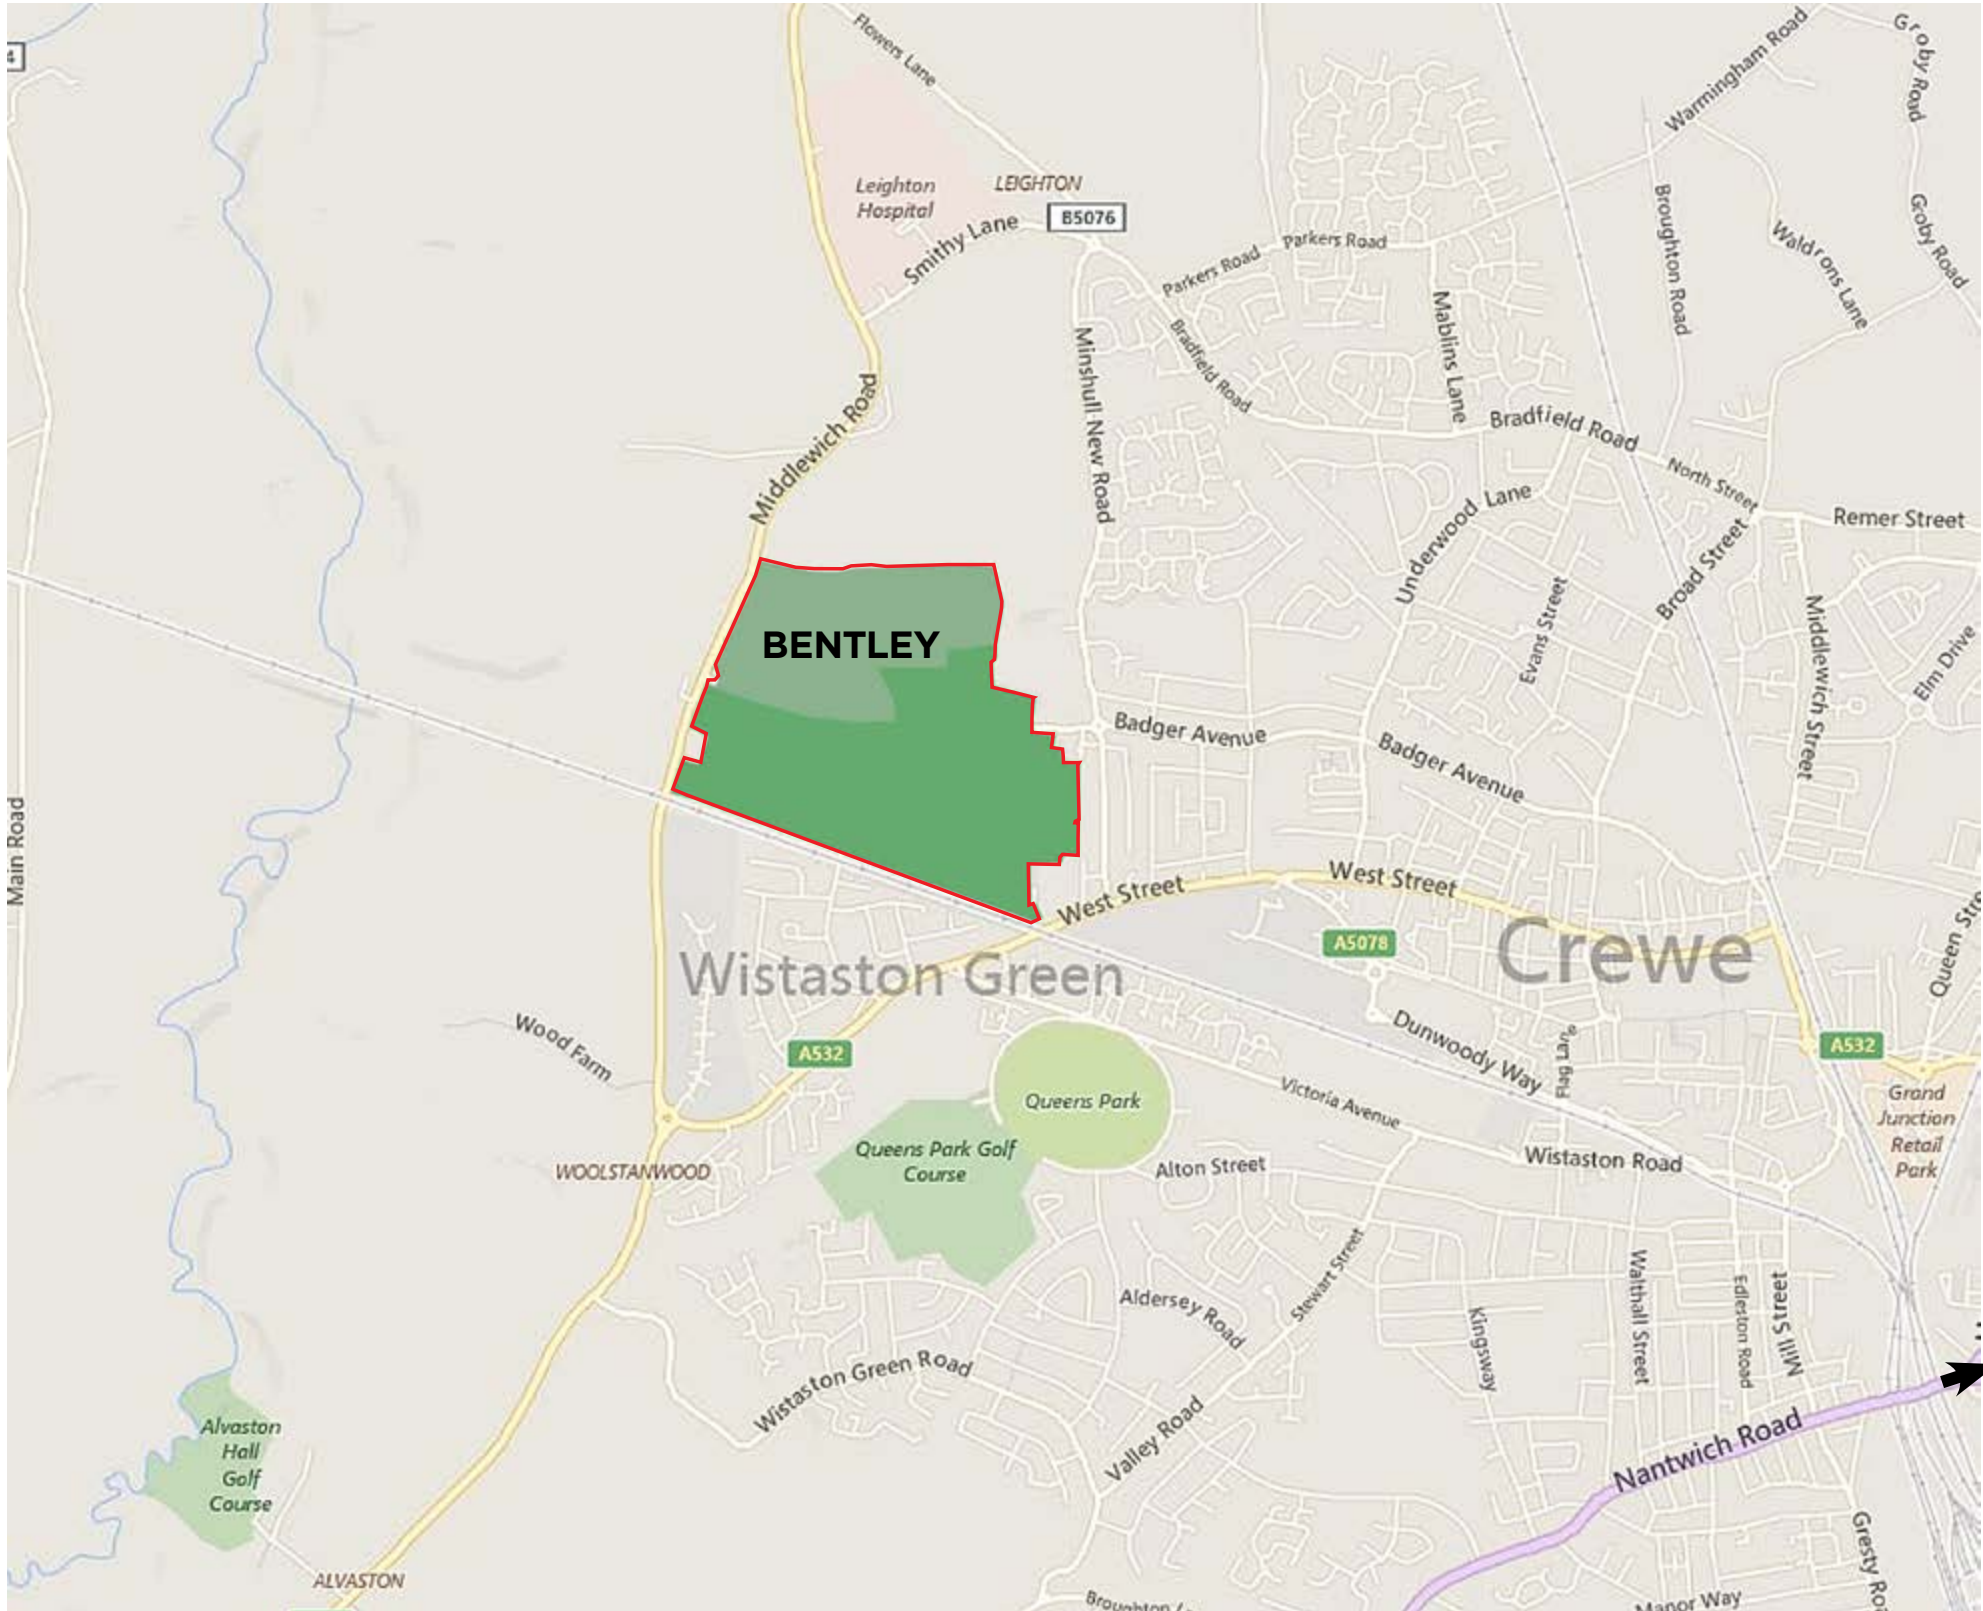 Flowers Lane
Groby Road
Warmingham Road
4
Leighton
Hospital
LEIGHTON
B5076
Smithy Lane
Broughton Road
Groby Road
Waldrons Lane
Parkers Road
Parkers Road
Mablins Lane
Bradfield Road
Minshull New Road
Middlewich Road
Bradfield Road
North Street
Underwood Lane
Remer Street
Broad Street
Evans Street
Middlewich Street
Elm Drive
BENTLEY
Badger Avenue
Badger Avenue
Main Road
West Street
West Street
A5078
Crewe
Queen Stre
Wistaston Green
Wood Farm
A532
Dunwoody Way
Flag Lane
A532
Queens Park
Victoria Avenue
Grand
Junction
Retail
Park
Queens Park Golf
Course
WOOLSTANWOOD
Alton Street
Wistaston Road
Stewart Street
Aldersey Road
Kingsway
Walthall Street
Edleston Road
Mill Street
Wistaston Green Road
Valley Road
Nantwich Road
Alvaston
Hall
Golf
Course
ALVASTON
Gresty Roa
Broughton
Manor Way